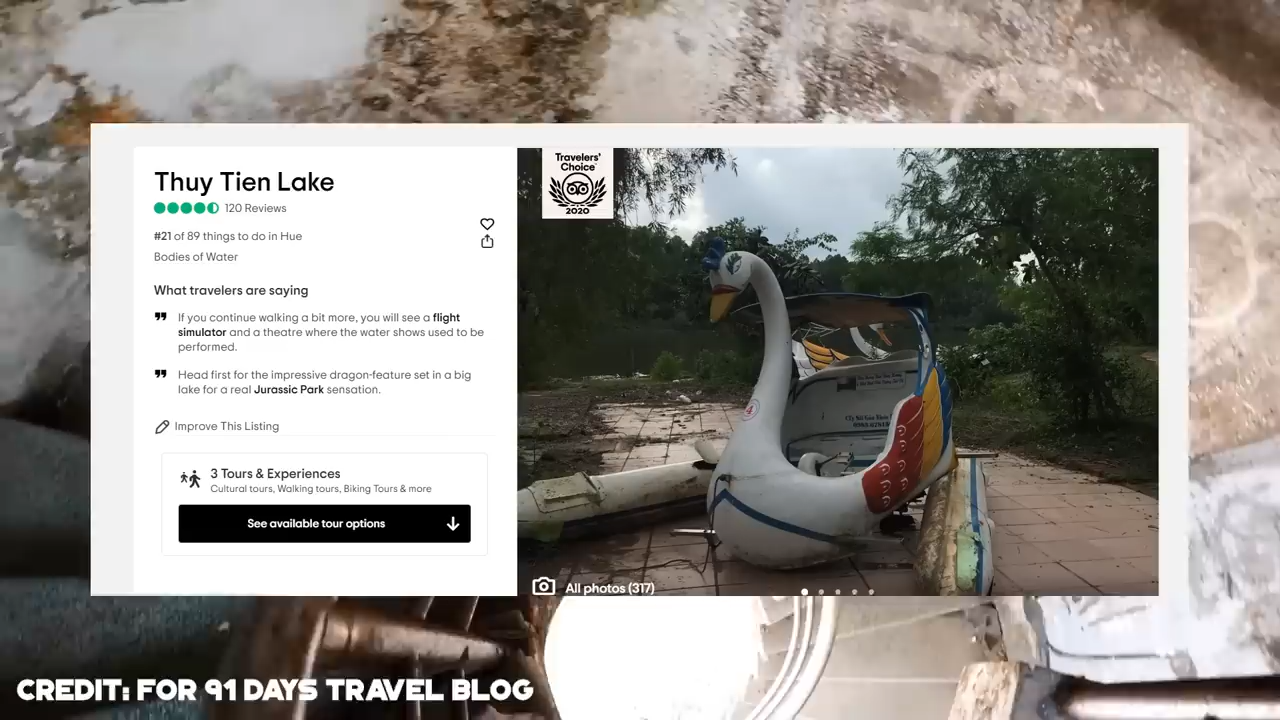 Thuy Tien Lake
120 Reviews
#21 of 89 things to do in Hue
Bodies of Water
What travelers are saying
If you continue walking a bit more, you will see a flight
simulator and a theatre where the water shows used to be
performed.
Head first for the impressive dragon-feature set in a big
lake for a real Jurassic Park sensation.
Improve This Listing
3 Tours & Experiences
Cultural tours, Walking tours, Biking Tours & more
See available tour options
Travelers'
Choice
2020
4
All photos (317)
CREDIT: FOR 91 DAYS TRAVEL BLOG